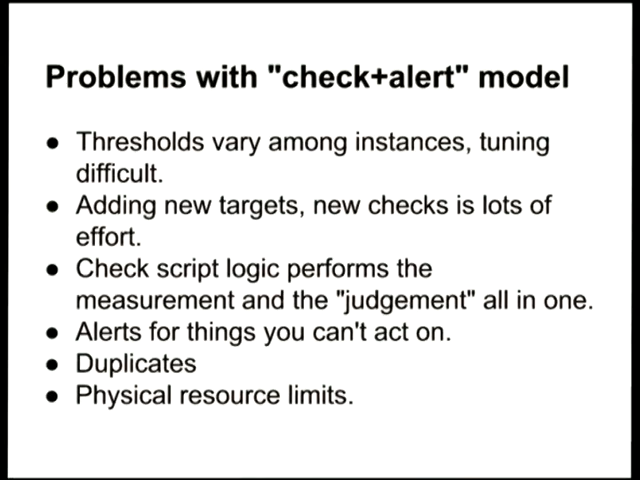 Problems with "check+alert" model
● Thresholds vary among instances, tuning
difficult.
● Adding new targets, new checks is lots of
effort.
● Check script logic performs the
measurement and the "judgement" all in one.
● Alerts for things you can't act on.
● Duplicates
● Physical resource limits.